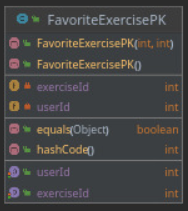 C FavoriteExercisePK
m FavoriteExercisePK(int, int)
m FavoriteExercisePK()
f exerciseId int
f userId int
m equals(Object) boolean
m hashCode() int
p userId int
p exerciseId int